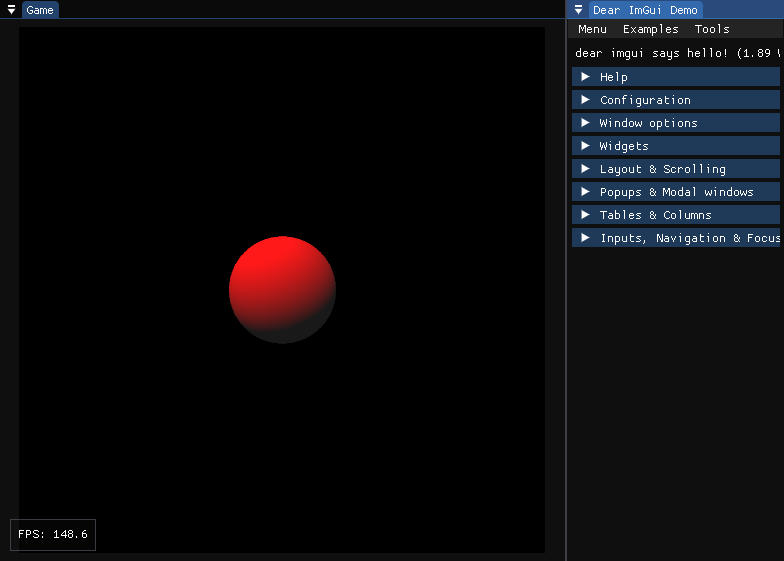 Game
FPS: 148.6
Dear ImGui Demo
Menu Examples Tools
dear imgui says hello! (1.89
Help
Configuration
Window options
Widgets
Layout & Scrolling
Popups & Modal windows
Tables & Columns
Inputs, Navigation & Focus